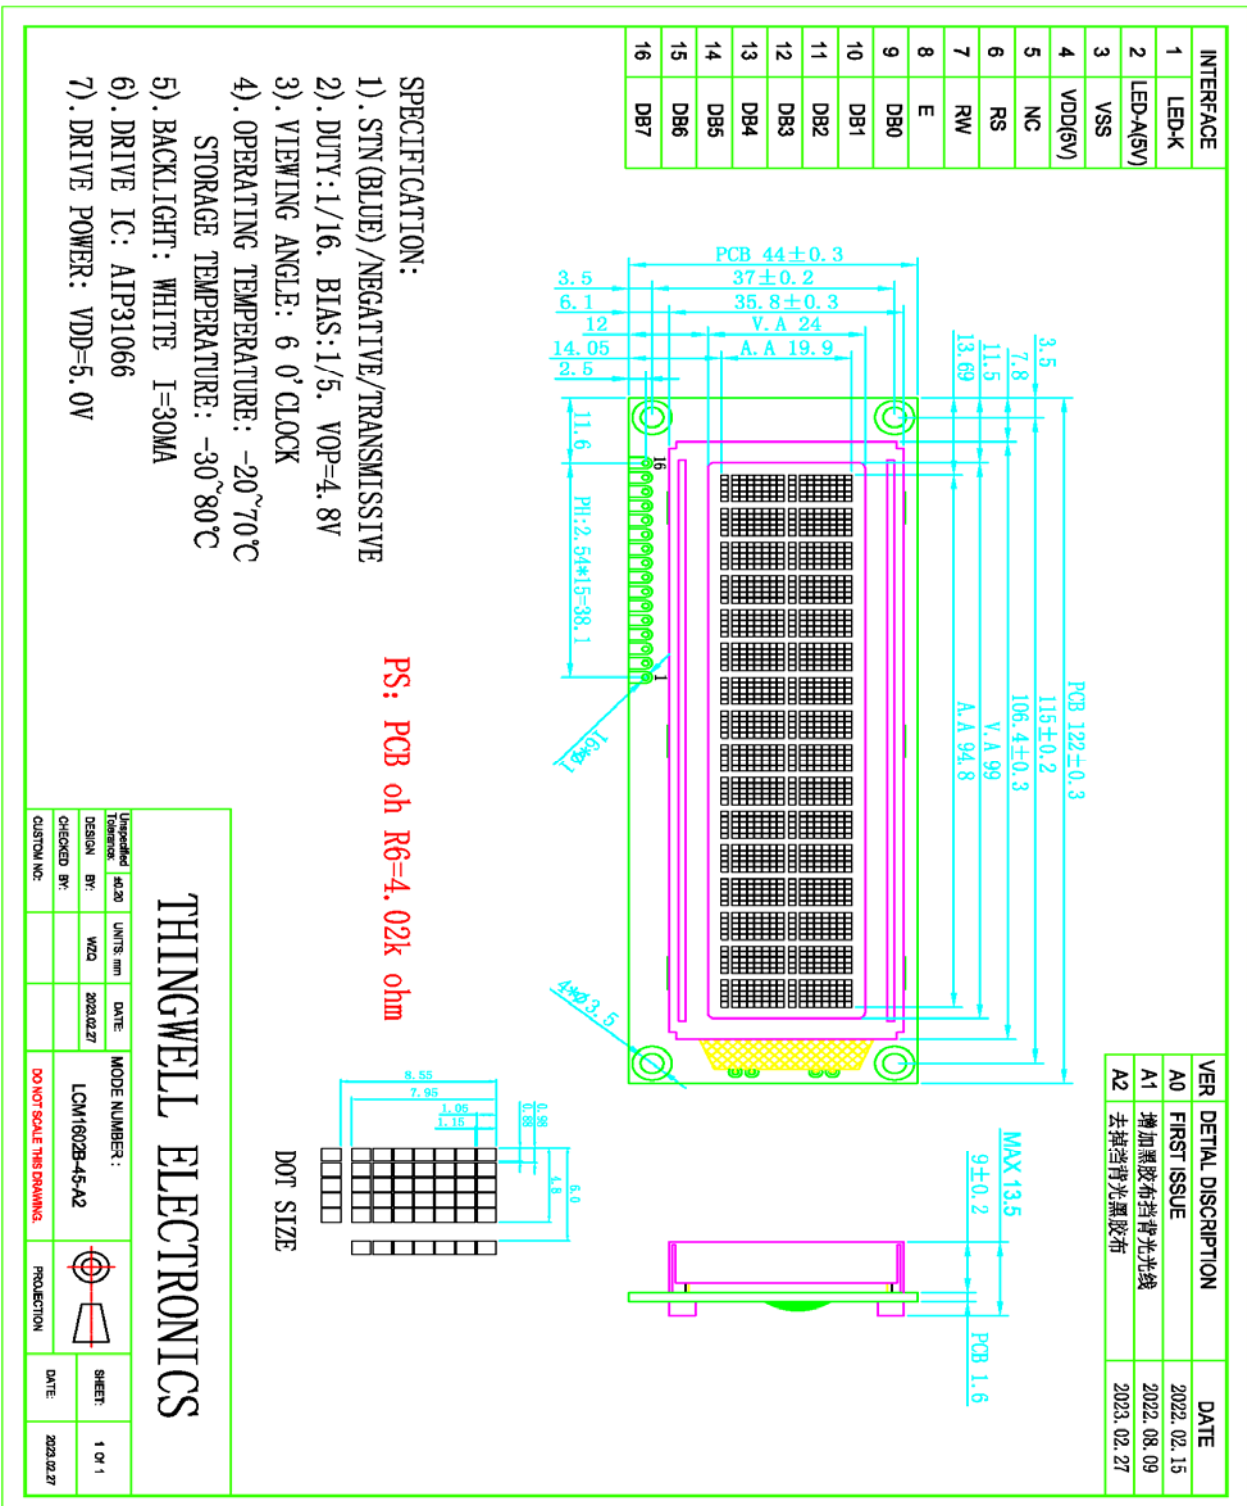 INTERFACE
1 LED-K
2 LED-A(5V)
3 VSS
4 VDD(5V)
5 NC
6 RS
7 RW
8 E
9 DB0
10 DB1
11 DB2
12 DB3
13 DB4
14 DB5
15 DB6
16 DB7
VER DETIAL DISCRIPTION DATE
A0 FIRST ISSUE 2022. 02. 15
A1 增加黑胶布挡背光光线 2022. 08. 09
A2 去掉挡背光黑胶布 2023. 02. 27
PCB 122±0.3
115±0.2
106.4±0.3
V.A 99
A.A 94.8
3.5
7.8
11.5
13.69
PCB 44±0.3
37±0.2
35.8±0.3
V.A 24
A.A 19.9
3.5
6.1
12
14.05
2.5
11.6
16
PH:2.54*15=38.1
1
16*Ø1
4*Ø3.5
MAX 13.5
9±0.2
PCB 1.6
SPECIFICATION:
1).STN(BLUE)/NEGATIVE/TRANSMISSIVE
2).DUTY:1/16. BIAS:1/5. VOP=4.8V
3).VIEWING ANGLE: 6 O'CLOCK
4).OPERATING TEMPERATURE: -20~70℃
STORAGE TEMPERATURE: -30~80℃
5).BACKLIGHT: WHITE I=30MA
6).DRIVE IC: AIP31066
7).DRIVE POWER: VDD=5.0V
PS: PCB oh R6=4.02k ohm
8.55
7.95
1.05
1.15
0.98
0.88
6.0
4.8
DOT SIZE
THINGWELL ELECTRONICS
Unspecified Tolerance: ±0.20 UNITS: mm DATE:
DESIGN BY: WZQ 2023.02.27
CHECKED BY:
CUSTOM NO:
MODE NUMBER :
LCM1602B-45-A2
DO NOT SCALE THIS DRAWING.
PROJECTION
SHEET: 1 Of 1
DATE: 2023.02.27